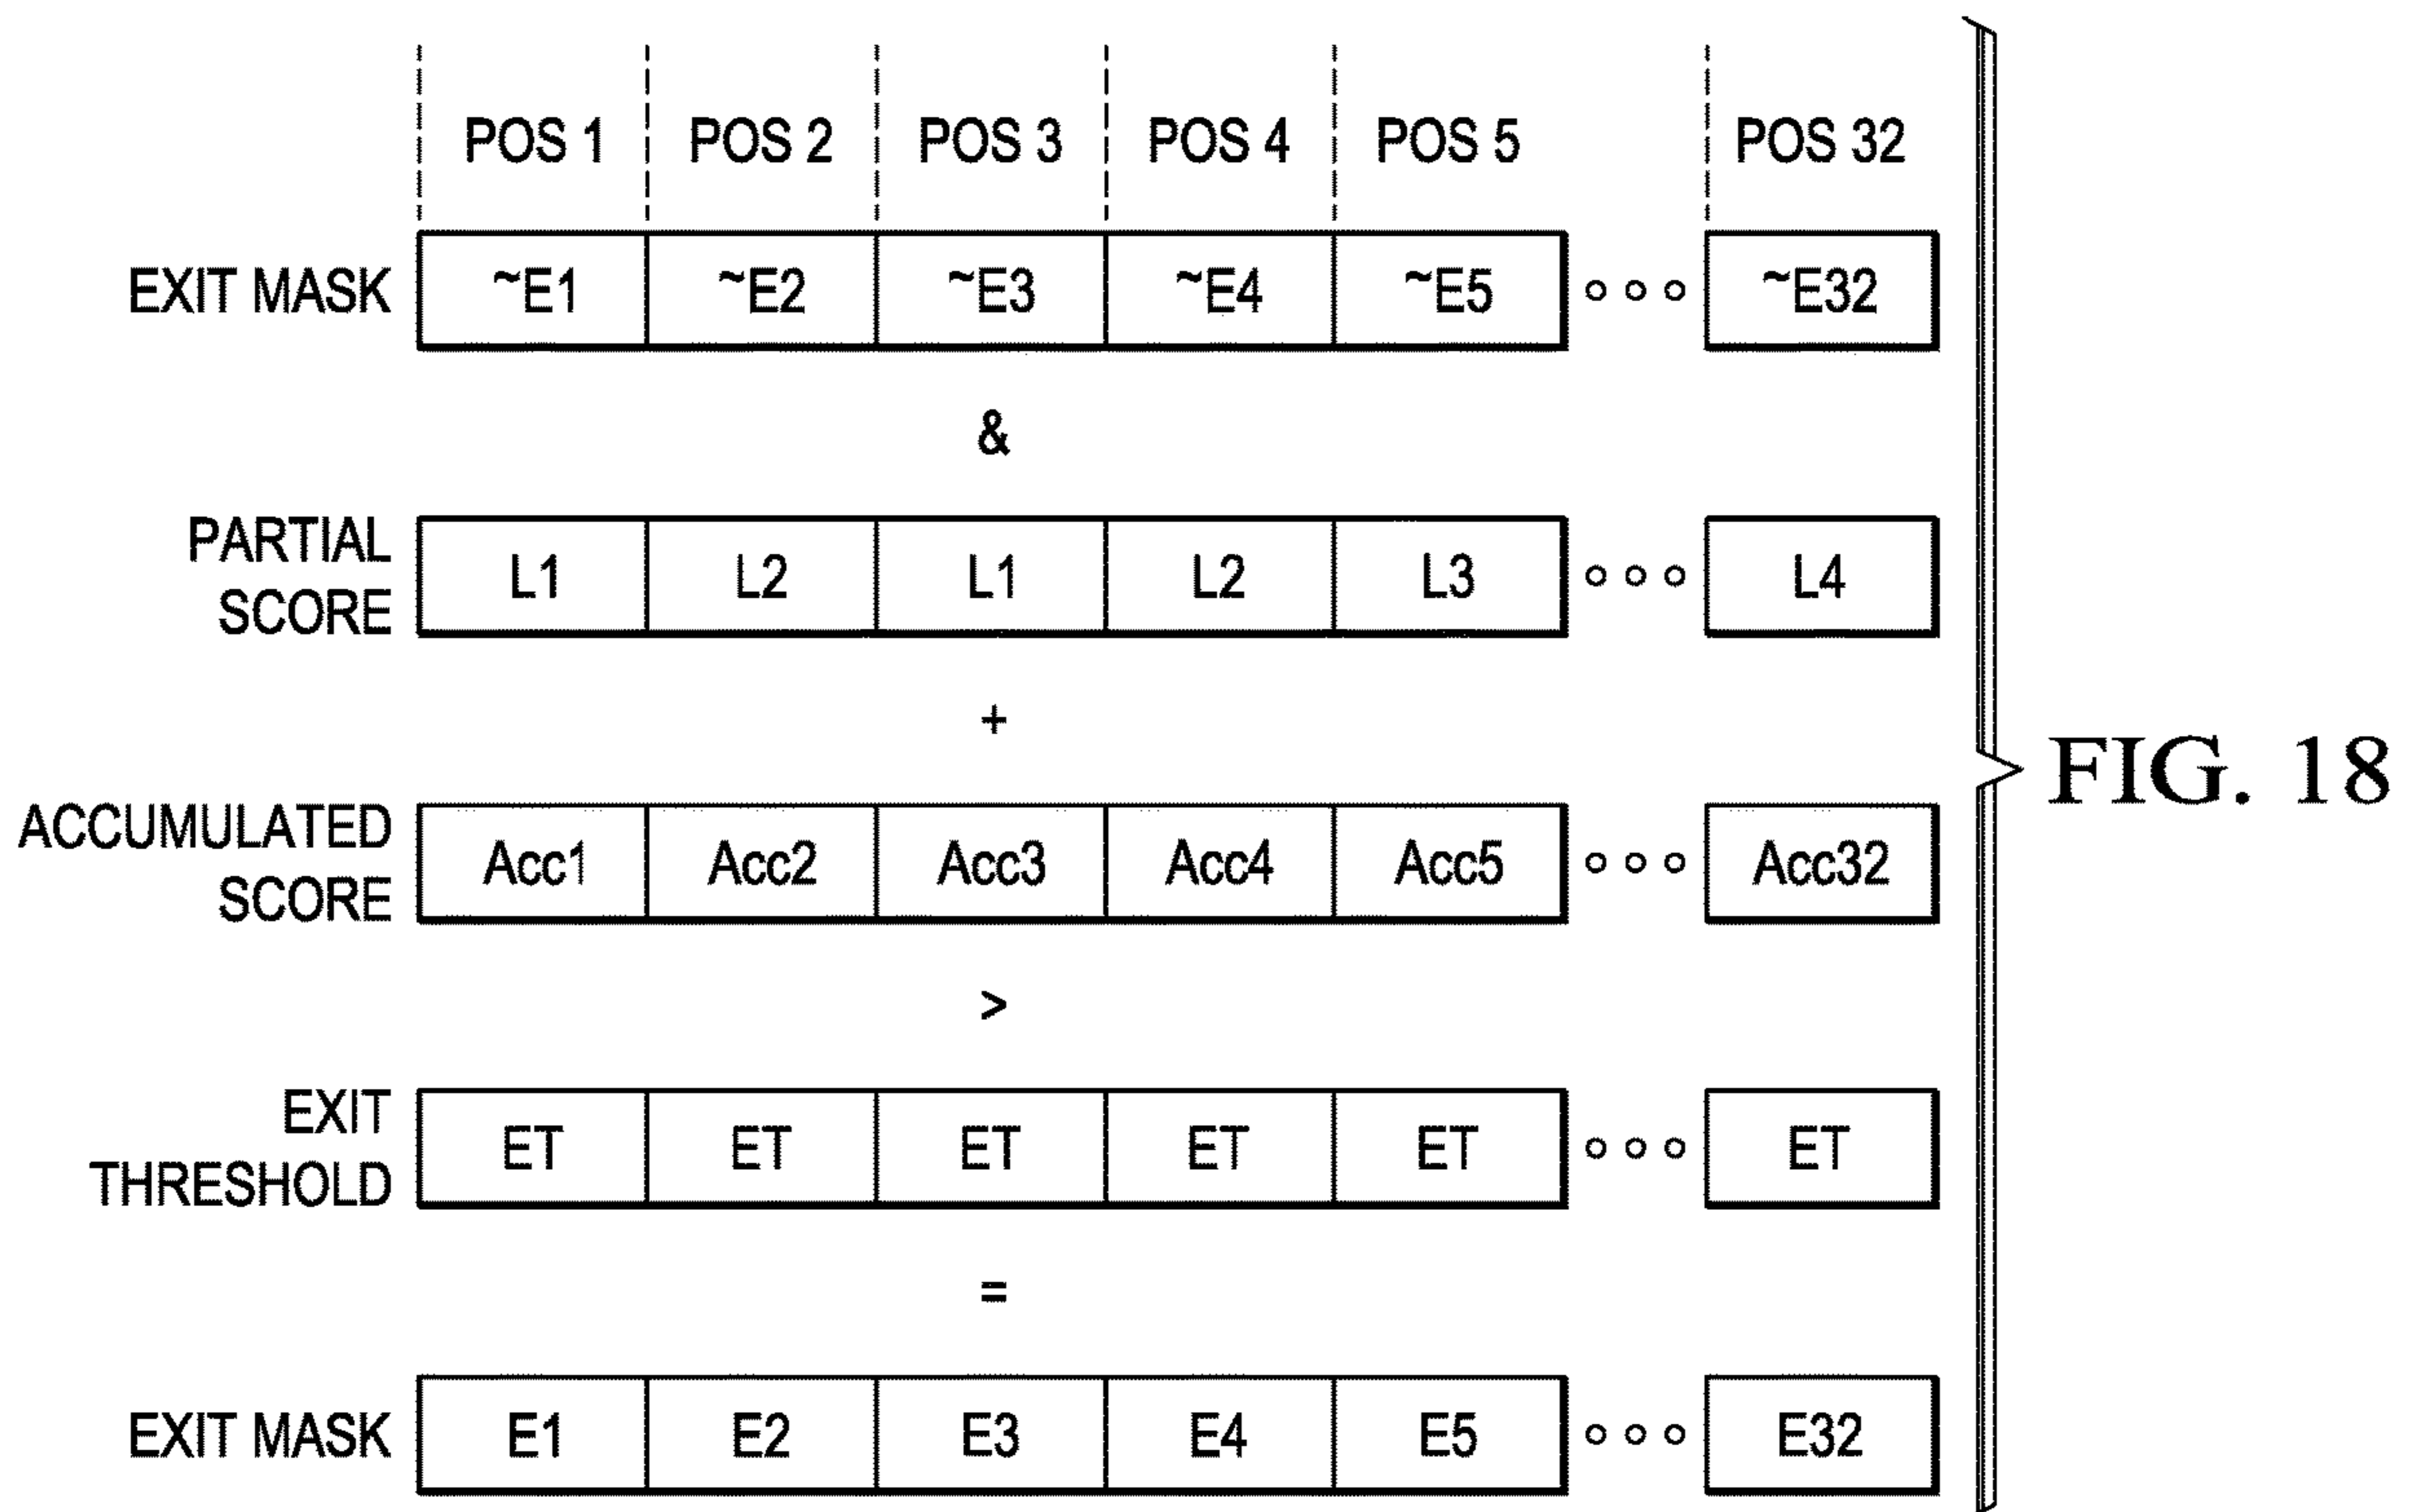 POS 1 POS 2 POS 3 POS 4 POS 5 POS 32
EXIT MASK ~E1 ~E2 ~E3 ~E4 ~E5 ~E32
&
PARTIAL
SCORE
L1 L2 L1 L2 L3 L4
+
ACCUMULATED
SCORE
Acc1 Acc2 Acc3 Acc4 Acc5 Acc32
>
EXIT
THRESHOLD
ET ET ET ET ET ET
=
EXIT MASK E1 E2 E3 E4 E5 E32
FIG. 18